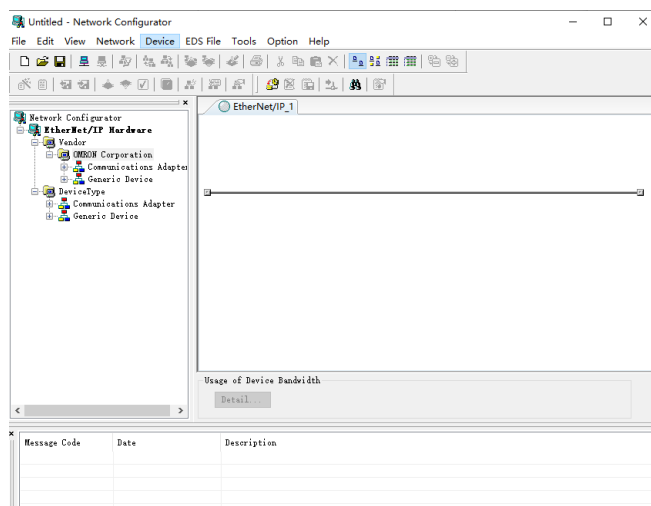 Untitled - Network Configurator
File Edit View Network Device EDS File Tools Option Help
EtherNet/IP_1
Network Configurator
EtherNet/IP Hardware
Vendor
OMRON Corporation
Communications Adapter
Generic Device
DeviceType
Communications Adapter
Generic Device
Usage of Device Bandwidth
Detail...
Message Code Date Description